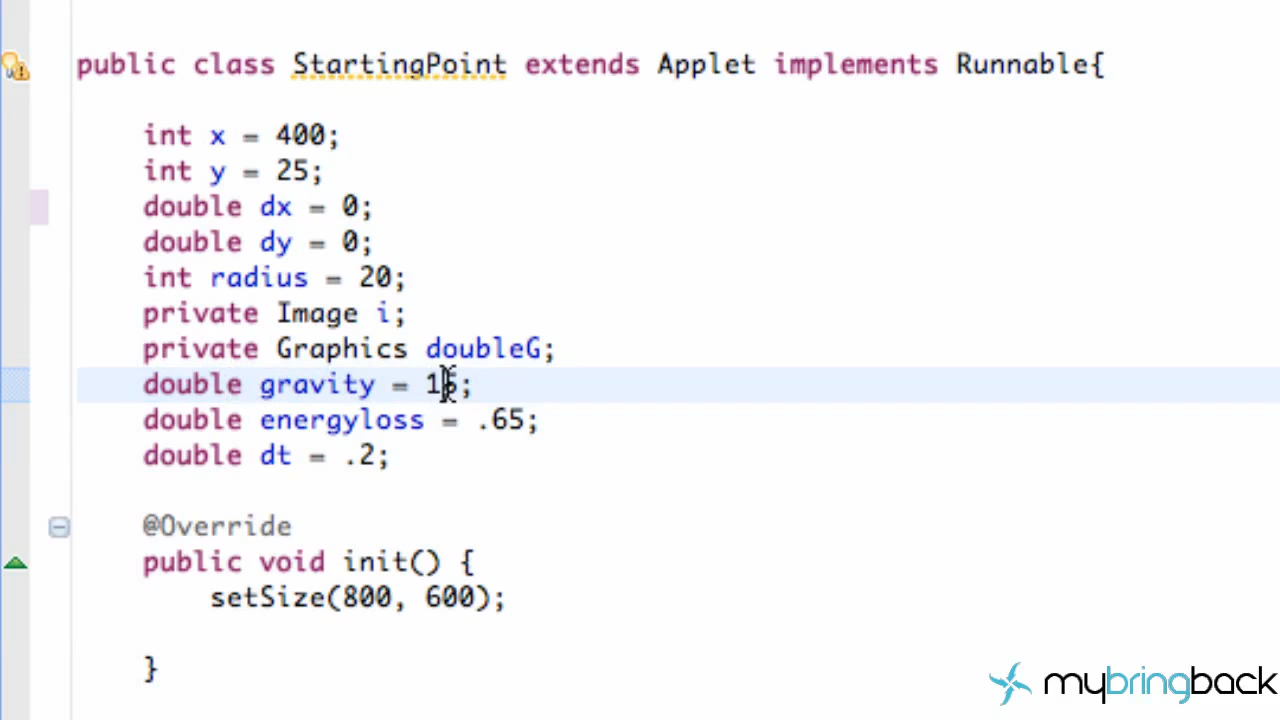 public class StartingPoint extends Applet implements Runnable{
int x = 400;
int y = 25;
double dx = 0;
double dy = 0;
int radius = 20;
private Image i;
private Graphics doubleG;
double gravity = 15;
double energyloss = .65;
double dt = .2;
@Override
public void init() {
setSize(800, 600);
}
mybringback